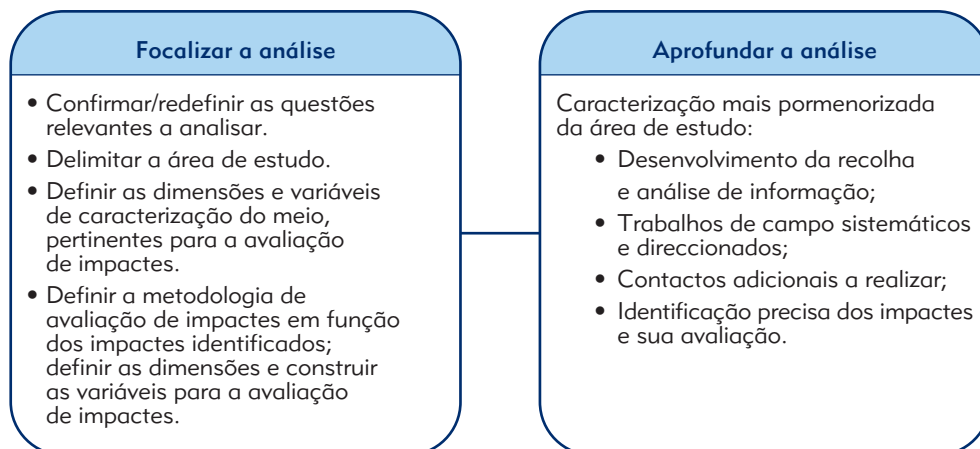 Focalizar a análise
• Confirmar/redefinir as questões
relevantes a analisar.
• Delimitar a área de estudo.
• Definir as dimensões e variáveis
de caracterização do meio,
pertinentes para a avaliação
de impactes.
• Definir a metodologia de
avaliação de impactes em função
dos impactes identificados;
definir as dimensões e construir
as variáveis para a avaliação
de impactes.
Aprofundar a análise
Caracterização mais pormenorizada
da área de estudo:
• Desenvolvimento da recolha
e análise de informação;
• Trabalhos de campo sistemáticos
e direccionados;
• Contactos adicionais a realizar;
• Identificação precisa dos impactes
e sua avaliação.